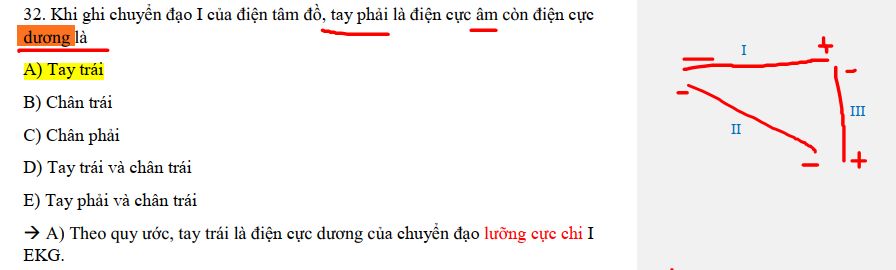 32. Khi ghi chuyển đạo I của điện tâm đồ, tay phải là điện cực âm còn điện cực
dương là
A) Tay trái
B) Chân trái
C) Chân phải
D) Tay trái và chân trái
E) Tay phải và chân trái
→ A) Theo quy ước, tay trái là điện cực dương của chuyển đạo lưỡng cực chi I
EKG.
I
+
-
-
III
II
-
+